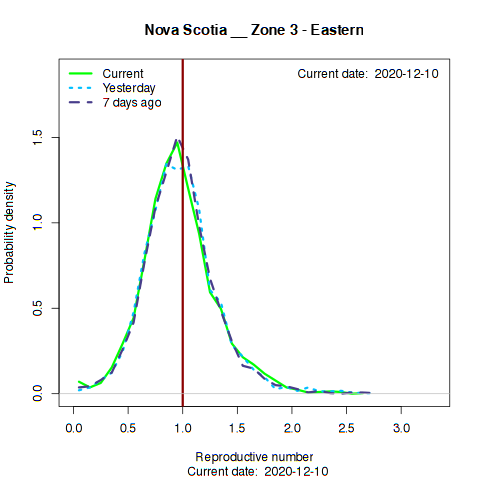 Nova Scotia __ Zone 3 - Eastern
Current
Yesterday
7 days ago
Current date:  2020-12-10
Probability density
1.5
1.0
0.5
0.0
0.0 0.5 1.0 1.5 2.0 2.5 3.0
Reproductive number
Current date:  2020-12-10